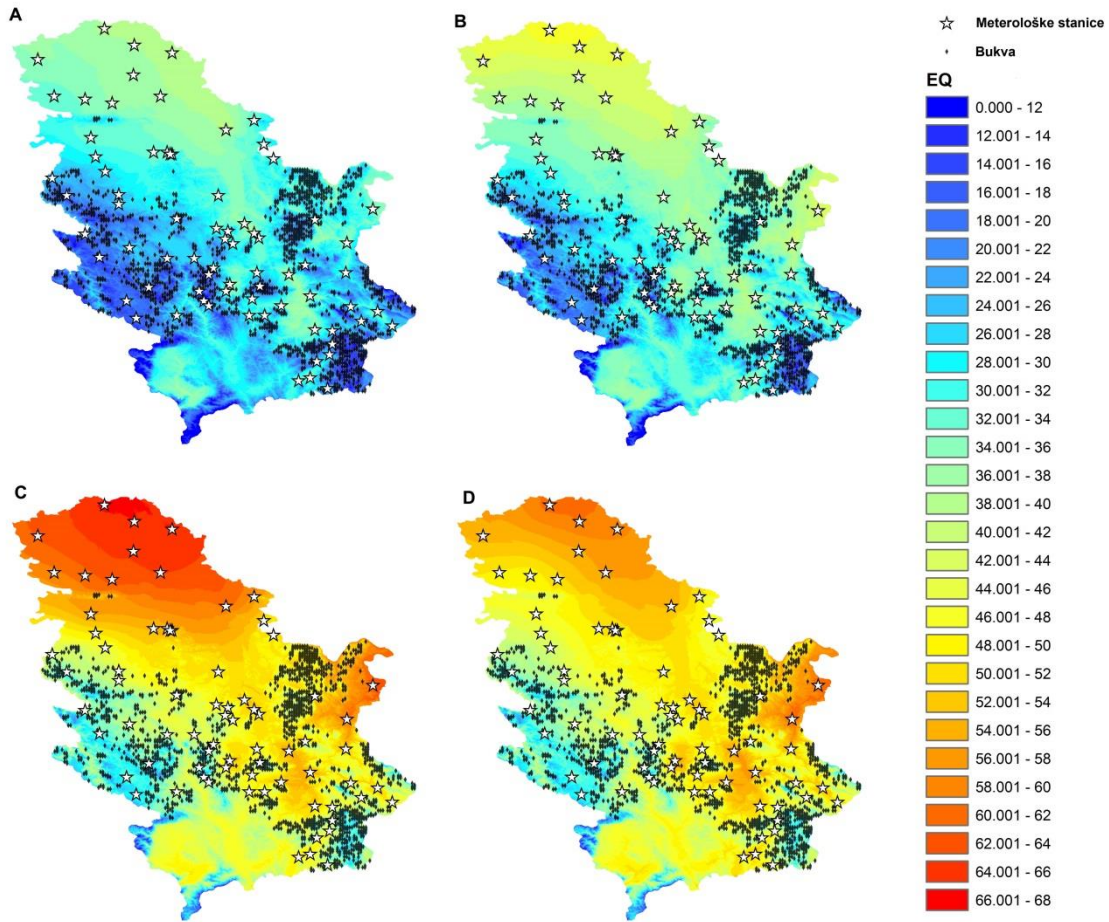 A
B
Meterološke stanice
Bukva
EQ
0.000 - 12
12.001 - 14
14.001 - 16
16.001 - 18
18.001 - 20
20.001 - 22
22.001 - 24
24.001 - 26
26.001 - 28
28.001 - 30
30.001 - 32
32.001 - 34
34.001 - 36
36.001 - 38
38.001 - 40
40.001 - 42
42.001 - 44
44.001 - 46
46.001 - 48
48.001 - 50
50.001 - 52
52.001 - 54
54.001 - 56
56.001 - 58
58.001 - 60
60.001 - 62
62.001 - 64
64.001 - 66
66.001 - 68
C
D